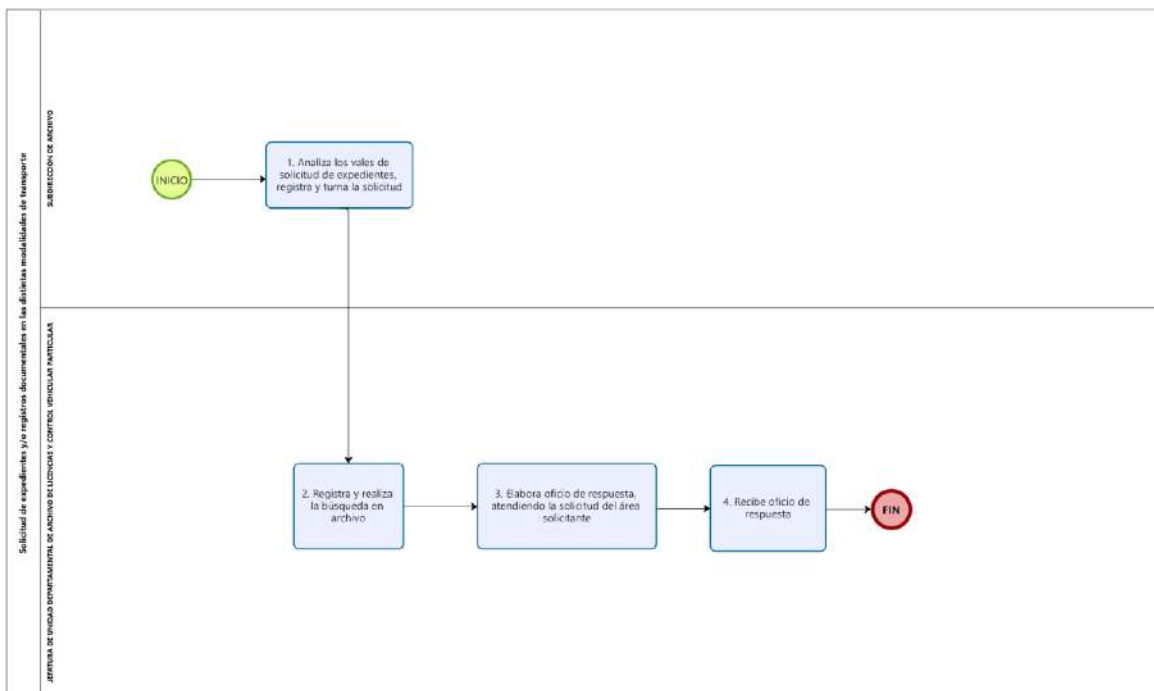 Solicitud de expedientes y/o registros documentales en las distintas modalidades de transporte
SUBDIRECCIÓN DE ARCHIVO
INICIO
1. Analiza los vales de
solicitud de expedientes,
registra y turna la solicitud
JEFATURA DE UNIDAD DEPARTAMENTAL DE ARCHIVO DE LICENCIAS Y CONTROL VEHICULAR PARTICULAR
2. Registra y realiza
la búsqueda en
archivo
3. Elabora oficio de respuesta,
atendiendo la solicitud del área
solicitante
4. Recibe oficio de
respuesta
FIN